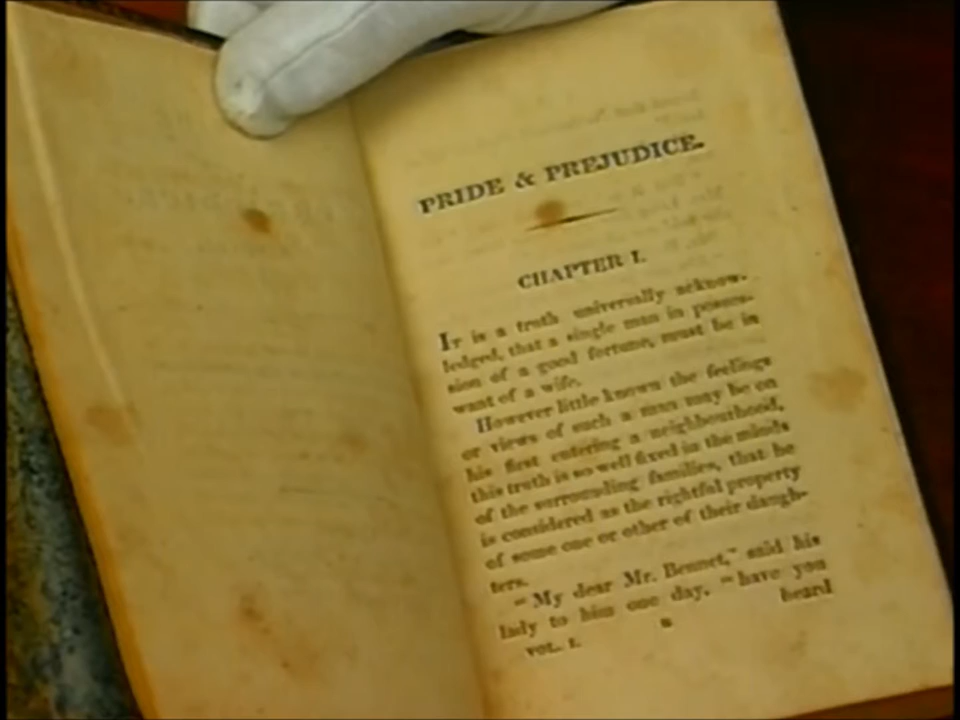 PRIDE & PREJUDICE.
CHAPTER I.
IT is a truth universally acknow-
ledged, that a single man in posses-
sion of a good fortune, must be in
want of a wife.
However little known the feelings
or views of such a man may be on
his first entering a neighbourhood,
this truth is so well fixed in the minds
of the surrounding families, that he
is considered as the rightful property
of some one or other of their daugh-
ters.
"My dear Mr. Bennet," said his
lady to him one day, "have you
heard
VOL. I.